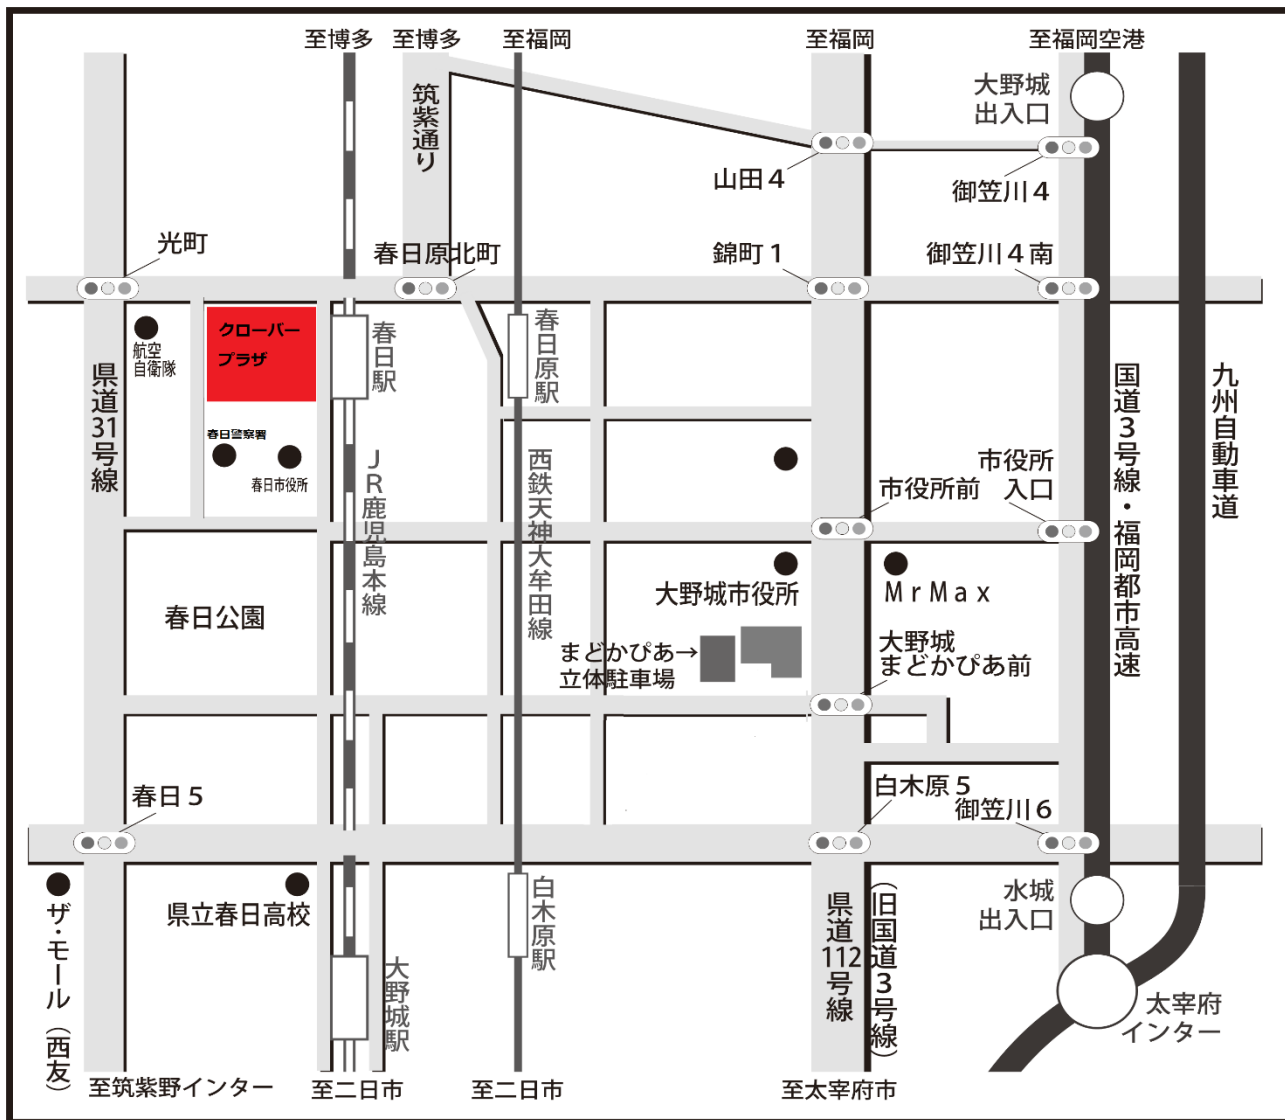 至博多
至博多
至福岡
至福岡
至福岡空港
筑紫通り
大野城
出入口
山田4
御笠川4
光町
春日原北町
錦町1
御笠川4南
クローバー
プラザ
航空
自衛隊
春日駅
春日原駅
県道31号線
国道3号線・福岡都市高速
九州自動車道
春日警察署
春日市役所
JR鹿児島本線
西鉄天神大牟田線
市役所前
市役所
入口
春日公園
大野城市役所
MrMax
まどかぴあ→
立体駐車場
大野城
まどかぴあ前
春日5
白木原5
御笠川6
ザ・モール(西友)
県立春日高校
大野城駅
白木原駅
県道112号線
(旧国道3号線)
水城
出入口
太宰府
インター
至筑紫野インター
至二日市
至二日市
至太宰府市